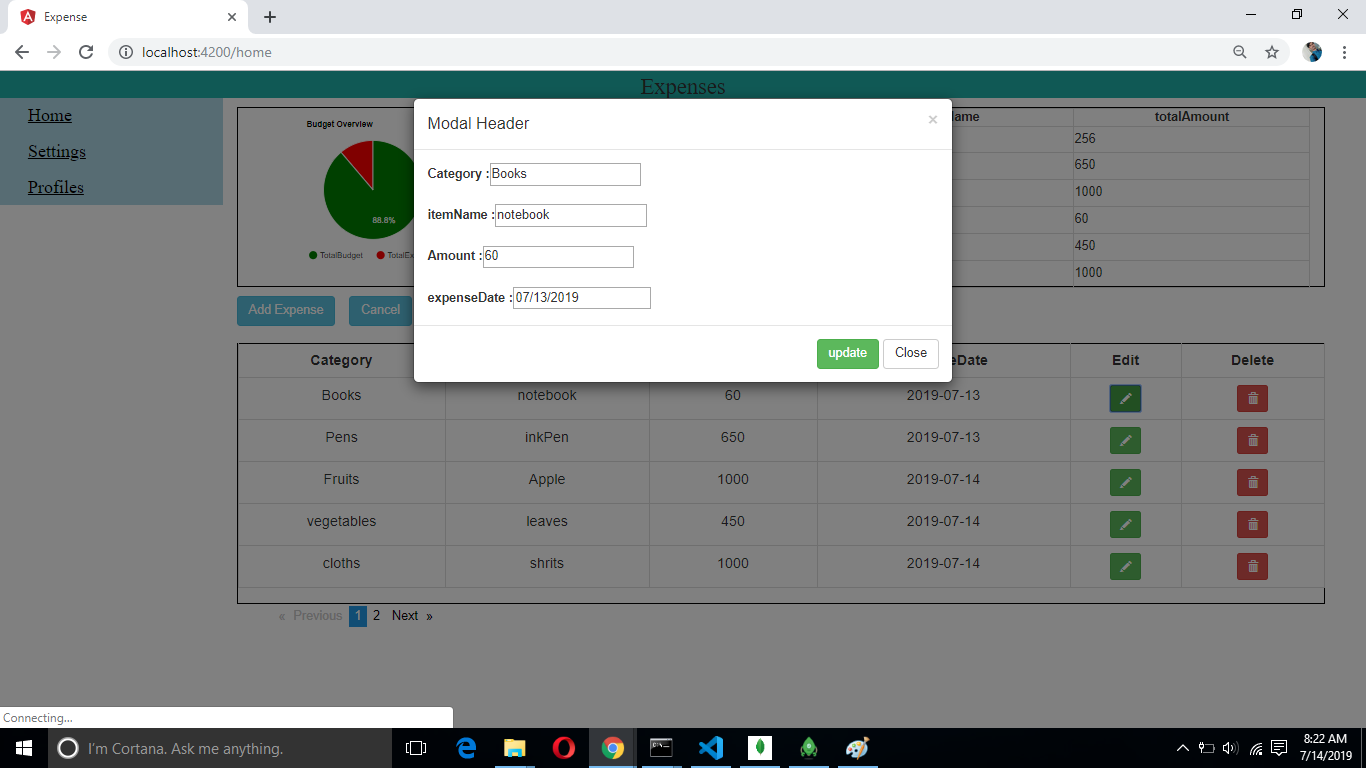 Expense
localhost:4200/home
Expenses
Home
Settings
Profiles
Budget Overview
88.8%
TotalBudget
totalAmount
256
650
1000
60
450
1000
Modal Header
×
Category : Books
itemName : notebook
Amount : 60
expenseDate : 07/13/2019
update Close
Add Expense Cancel
Category Edit Delete
Books notebook 60 2019-07-13
Pens inkPen 650 2019-07-13
Fruits Apple 1000 2019-07-14
vegetables leaves 450 2019-07-14
cloths shrits 1000 2019-07-14
« Previous 1 2 Next »
Connecting...
I'm Cortana. Ask me anything.
8:22 AM
7/14/2019